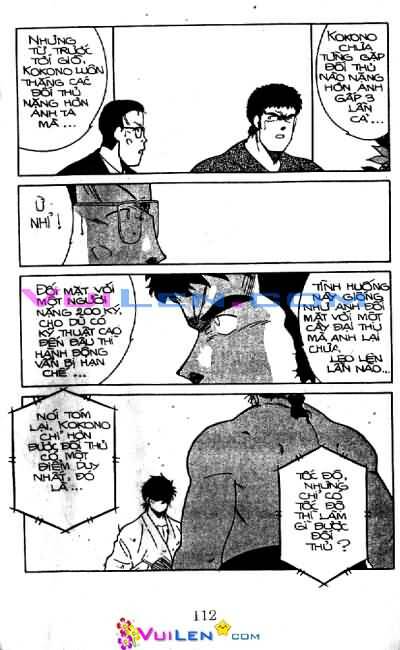 NHƯNG
TỪ TRƯỚC
TỚI GIỜ,
KOKONO LUÔN
THẮNG CÁC
ĐỐI THỦ
NẶNG HƠN
ANH TA
MÀ...
KOKONO
CHƯA
TỪNG GẶP
ĐỐI THỦ
NÀO NẶNG
HƠN ANH
GẤP 3
LẦN
CẢ...
Ừ
NHỈ!
ĐỐI MẶT VỚI
MỘT NGƯỜI
NẶNG 200 KÝ,
CHO DÙ CÓ
KỸ THUẬT CAO
ĐẾN ĐÂU THÌ
HÀNH ĐỘNG
VẪN BỊ HẠN
CHẾ...
TÌNH HUỐNG
NÀY GIỐNG
NHƯ ANH ĐỐI
MẶT VỚI MỘT
CÂY ĐẠI THỤ
MÀ ANH LẠI
CHƯA
LEO LÊN
LẦN NÀO...
VUILEN.COM
NÓI TÓM
LẠI, KOKONO
CHỈ HƠN
ĐƯỢC ĐỐI THỦ
CÓ MỘT
ĐIỂM DUY
NHẤT, ĐÓ
LÀ...
TỐC ĐỘ,
NHƯNG
CHỈ CÓ
TỐC ĐỘ
THÌ LÀM
GÌ ĐƯỢC
ĐỐI
THỦ?
112
VUILEN.COM